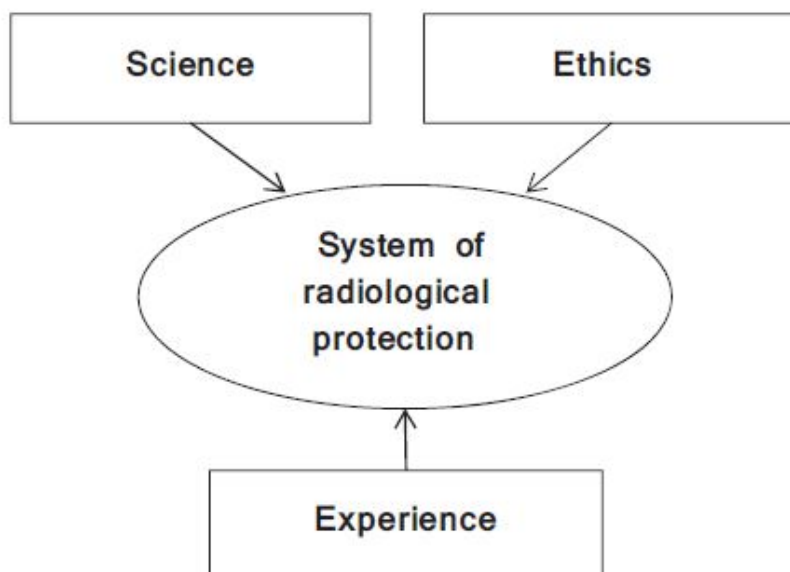 Science
Ethics
System of
radiological
protection
Experience